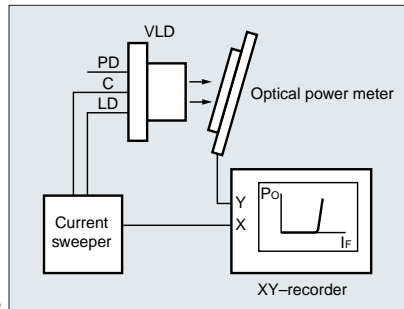 VLD
PD
C
LD
Optical power meter
Current
sweeper
Y
X
PO
IF
XY–recorder